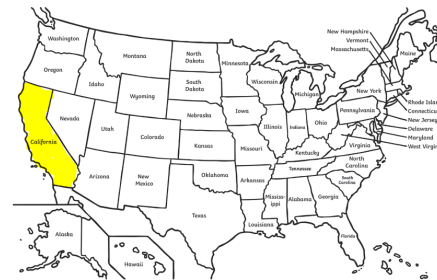 New Hampshire
Vermont
Massachusetts
Washington
Maine
Montana
North
Dakota
Minnesota
Oregon
Idaho
South
Dakota
Wisconsin
Michigan
New York
Wyoming
Rhode Islan
Connecticu
Iowa
Pennsylvania
New Jersey
Nebraska
Delaware
Nevada
Illinois
Indiana
Ohio
Maryland
Utah
Colorado
West Virgin
California
Kansas
Missouri
Kentucky
Virginia
North
Carolina
Tennessee
Arizona
New
Mexico
Oklahoma
Arkansas
South
Carolina
Mississ-
ippi
Alabama
Georgia
Texas
Louisiana
Florida
Alaska
Hawaii